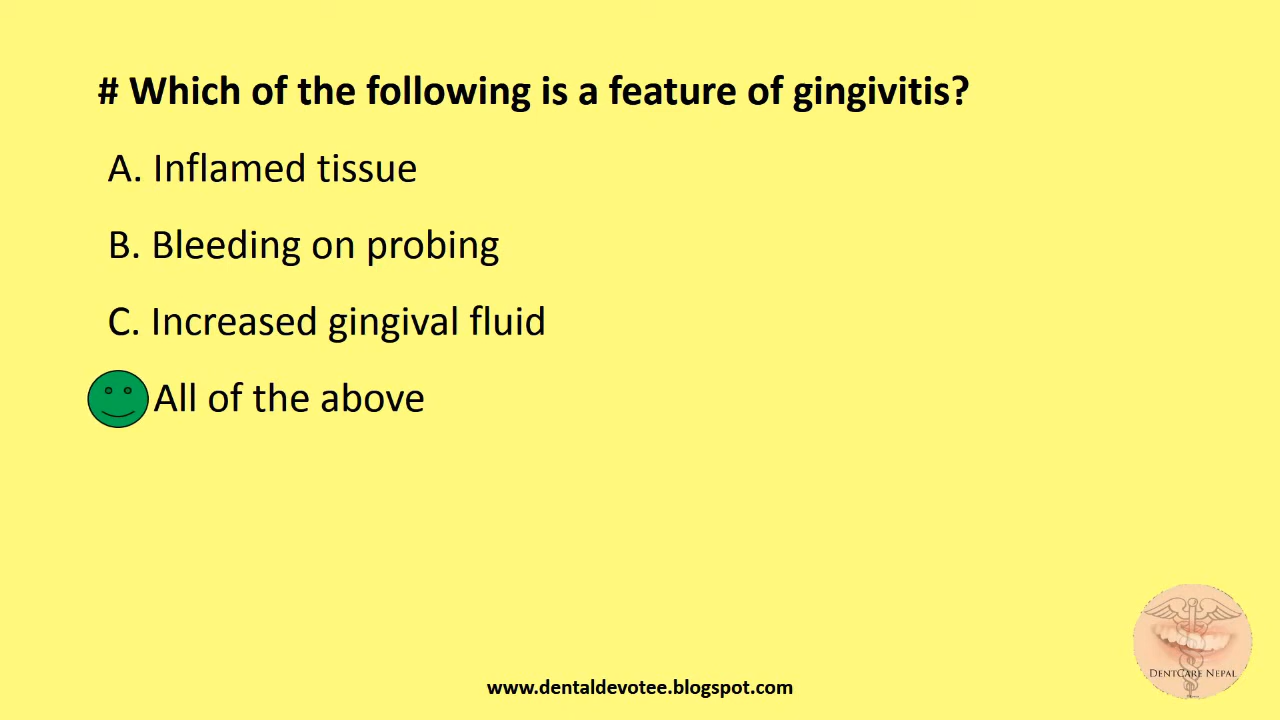 # Which of the following is a feature of gingivitis?
A. Inflamed tissue
B. Bleeding on probing
C. Increased gingival fluid
All of the above
DentCare Nepal
www.dentaldevotee.blogspot.com